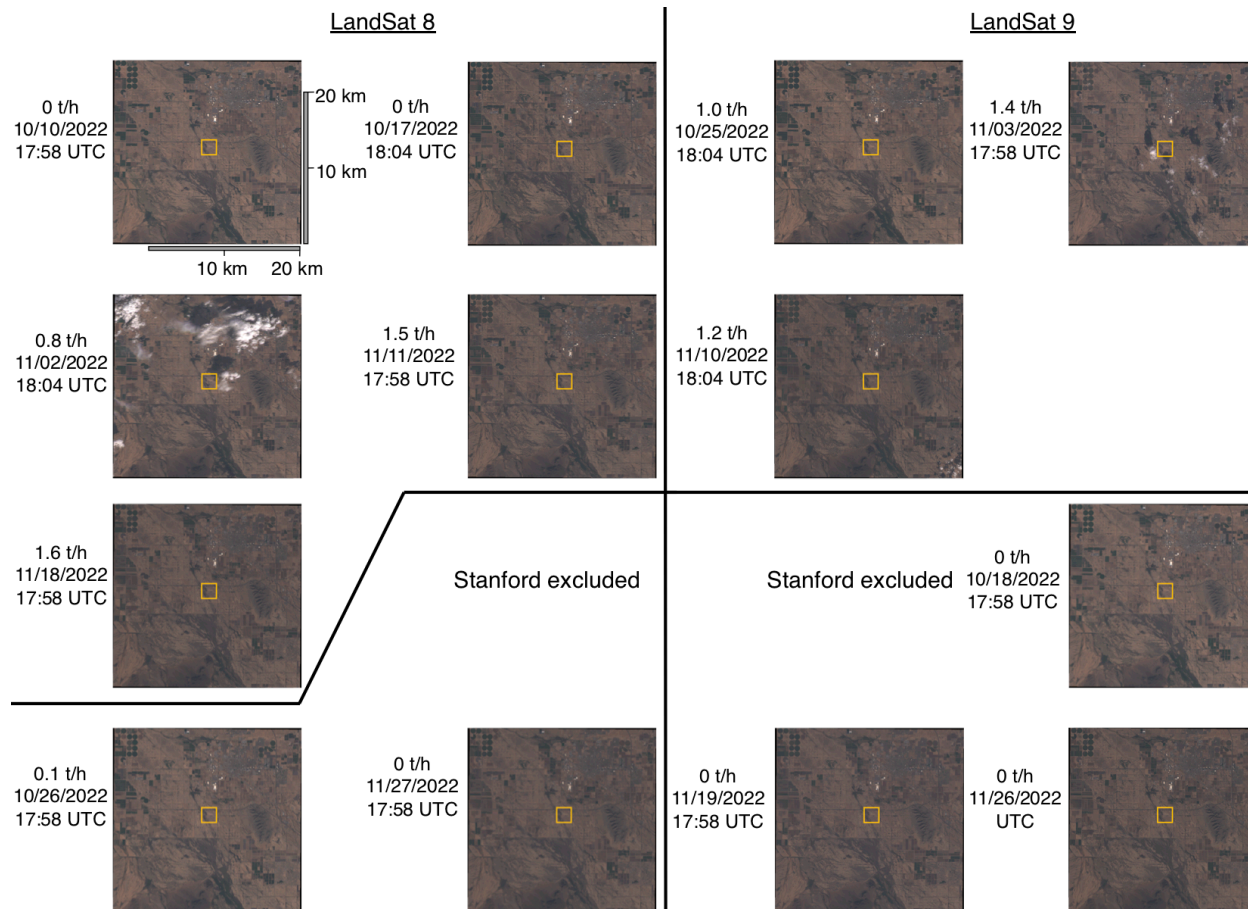 LandSat 8
LandSat 9
0 t/h
10/10/2022
17:58 UTC
20 km
10 km
10 km
20 km
0 t/h
10/17/2022
18:04 UTC
1.0 t/h
10/25/2022
18:04 UTC
1.4 t/h
11/03/2022
17:58 UTC
0.8 t/h
11/02/2022
18:04 UTC
1.5 t/h
11/11/2022
17:58 UTC
1.2 t/h
11/10/2022
18:04 UTC
1.6 t/h
11/18/2022
17:58 UTC
Stanford excluded
Stanford excluded
0 t/h
10/18/2022
17:58 UTC
0.1 t/h
10/26/2022
17:58 UTC
0 t/h
11/27/2022
17:58 UTC
0 t/h
11/19/2022
17:58 UTC
0 t/h
11/26/2022
UTC